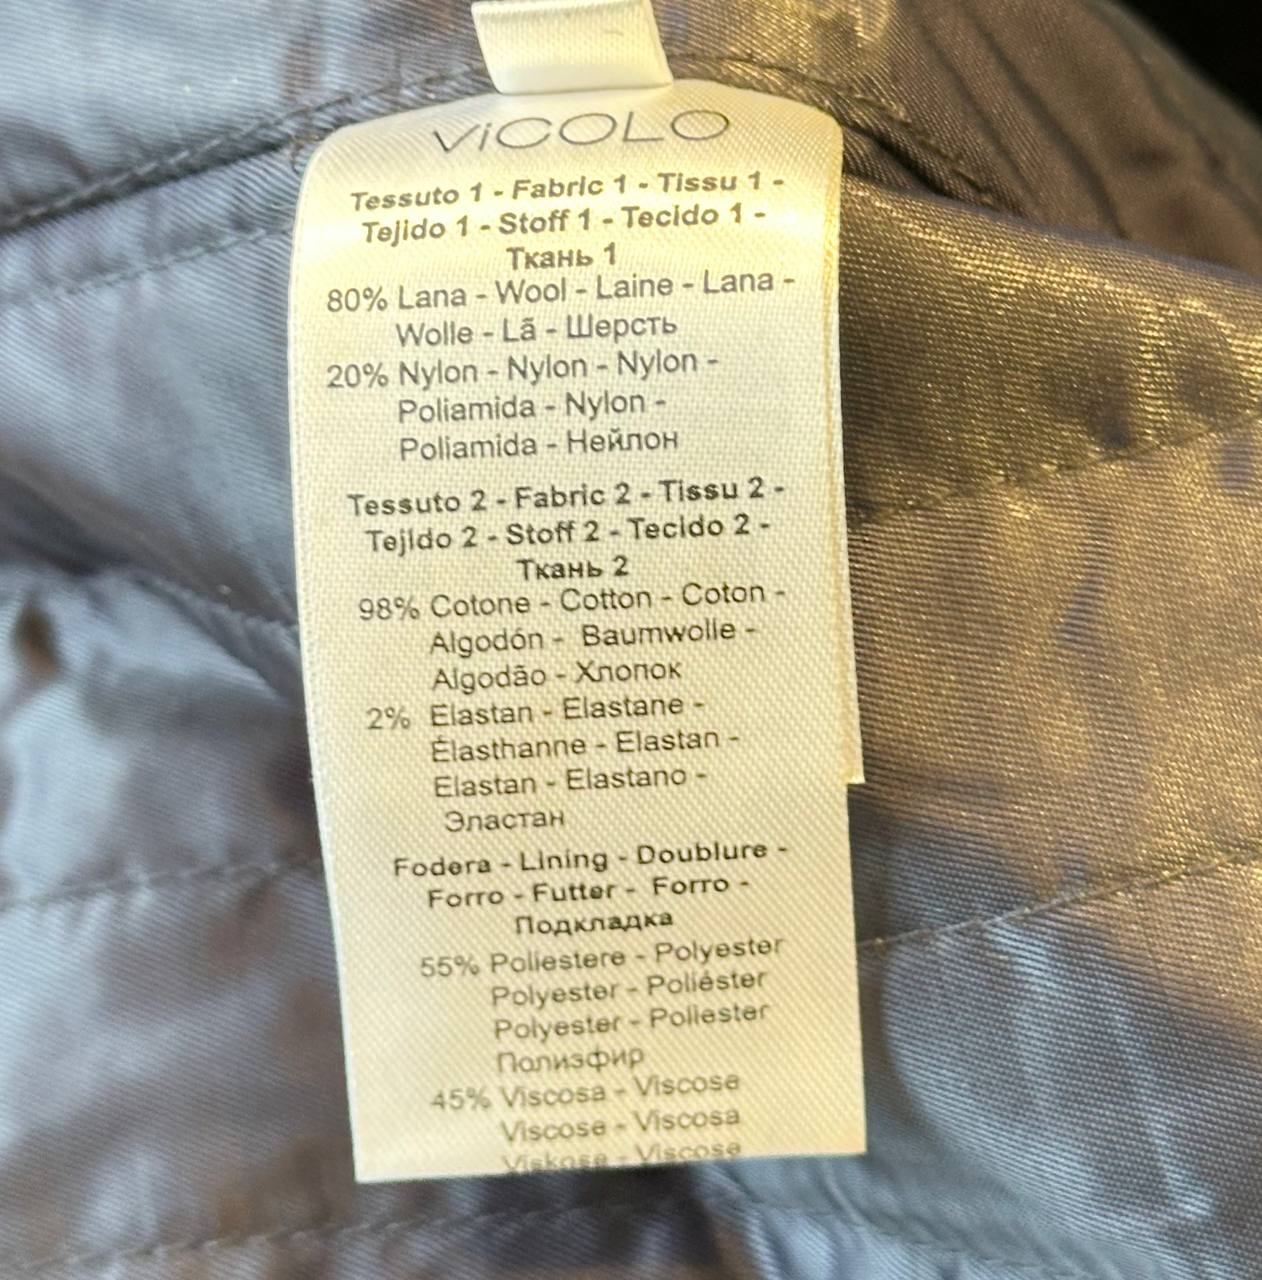 ViCOLO
Tessuto 1 - Fabric 1 - Tissu 1 -
Tejido 1 - Stoff 1 - Tecido 1 -
Ткань 1
80% Lana - Wool - Laine - Lana -
Wolle - Lã - Шерсть
20% Nylon - Nylon - Nylon -
Poliamida - Nylon -
Poliamida - Нейлон
Tessuto 2 - Fabric 2 - Tissu 2 -
Tejido 2 - Stoff 2 - Tecido 2 -
Ткань 2
98% Cotone - Cotton - Coton -
Algodón - Baumwolle -
Algodão - Хлопок
2% Elastan - Elastane -
Élasthanne - Elastan -
Elastan - Elastano -
Эластан
Fodera - Lining - Doublure -
Forro - Futter - Forro -
Подкладка
55% Poliestere - Polyester
Polyester - Poliéster
Polyester - Poliester
Полиэфир
45% Viscosa - Viscose
Viscose - Viscosa
Viskose - Viscose